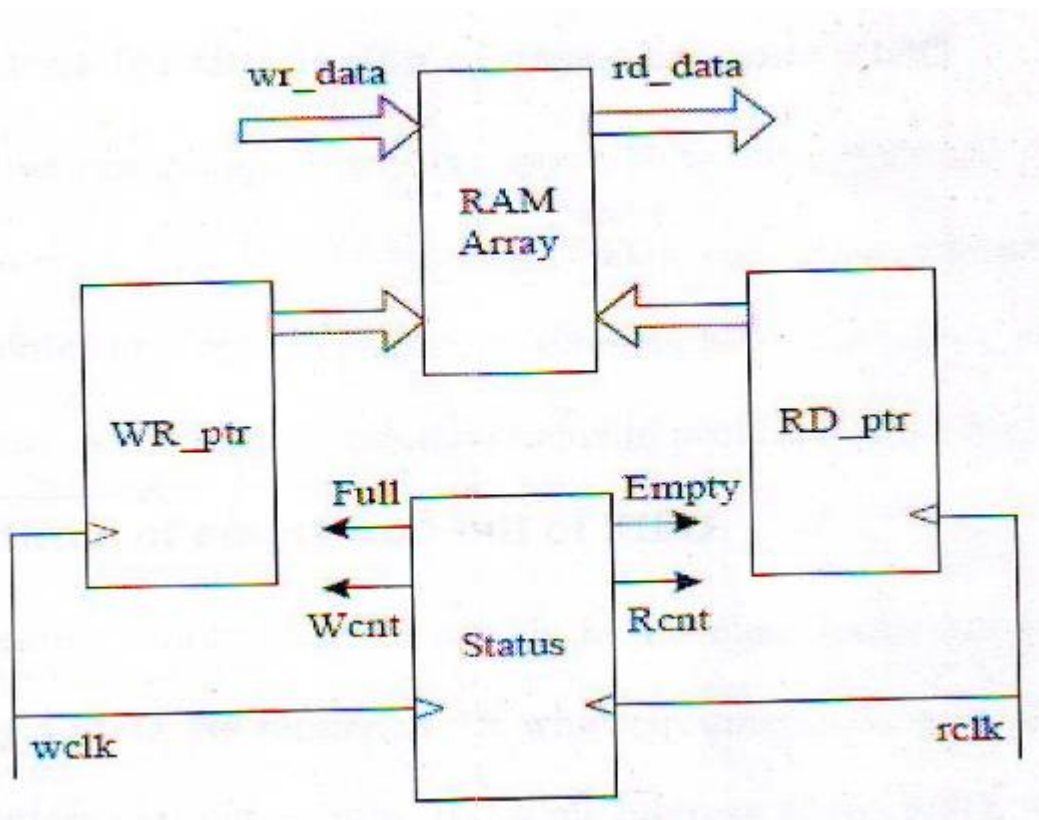 wr_data
rd_data
RAM
Array
WR_ptr
RD_ptr
Full
Empty
Wcnt
Rcnt
Status
wclk
rclk